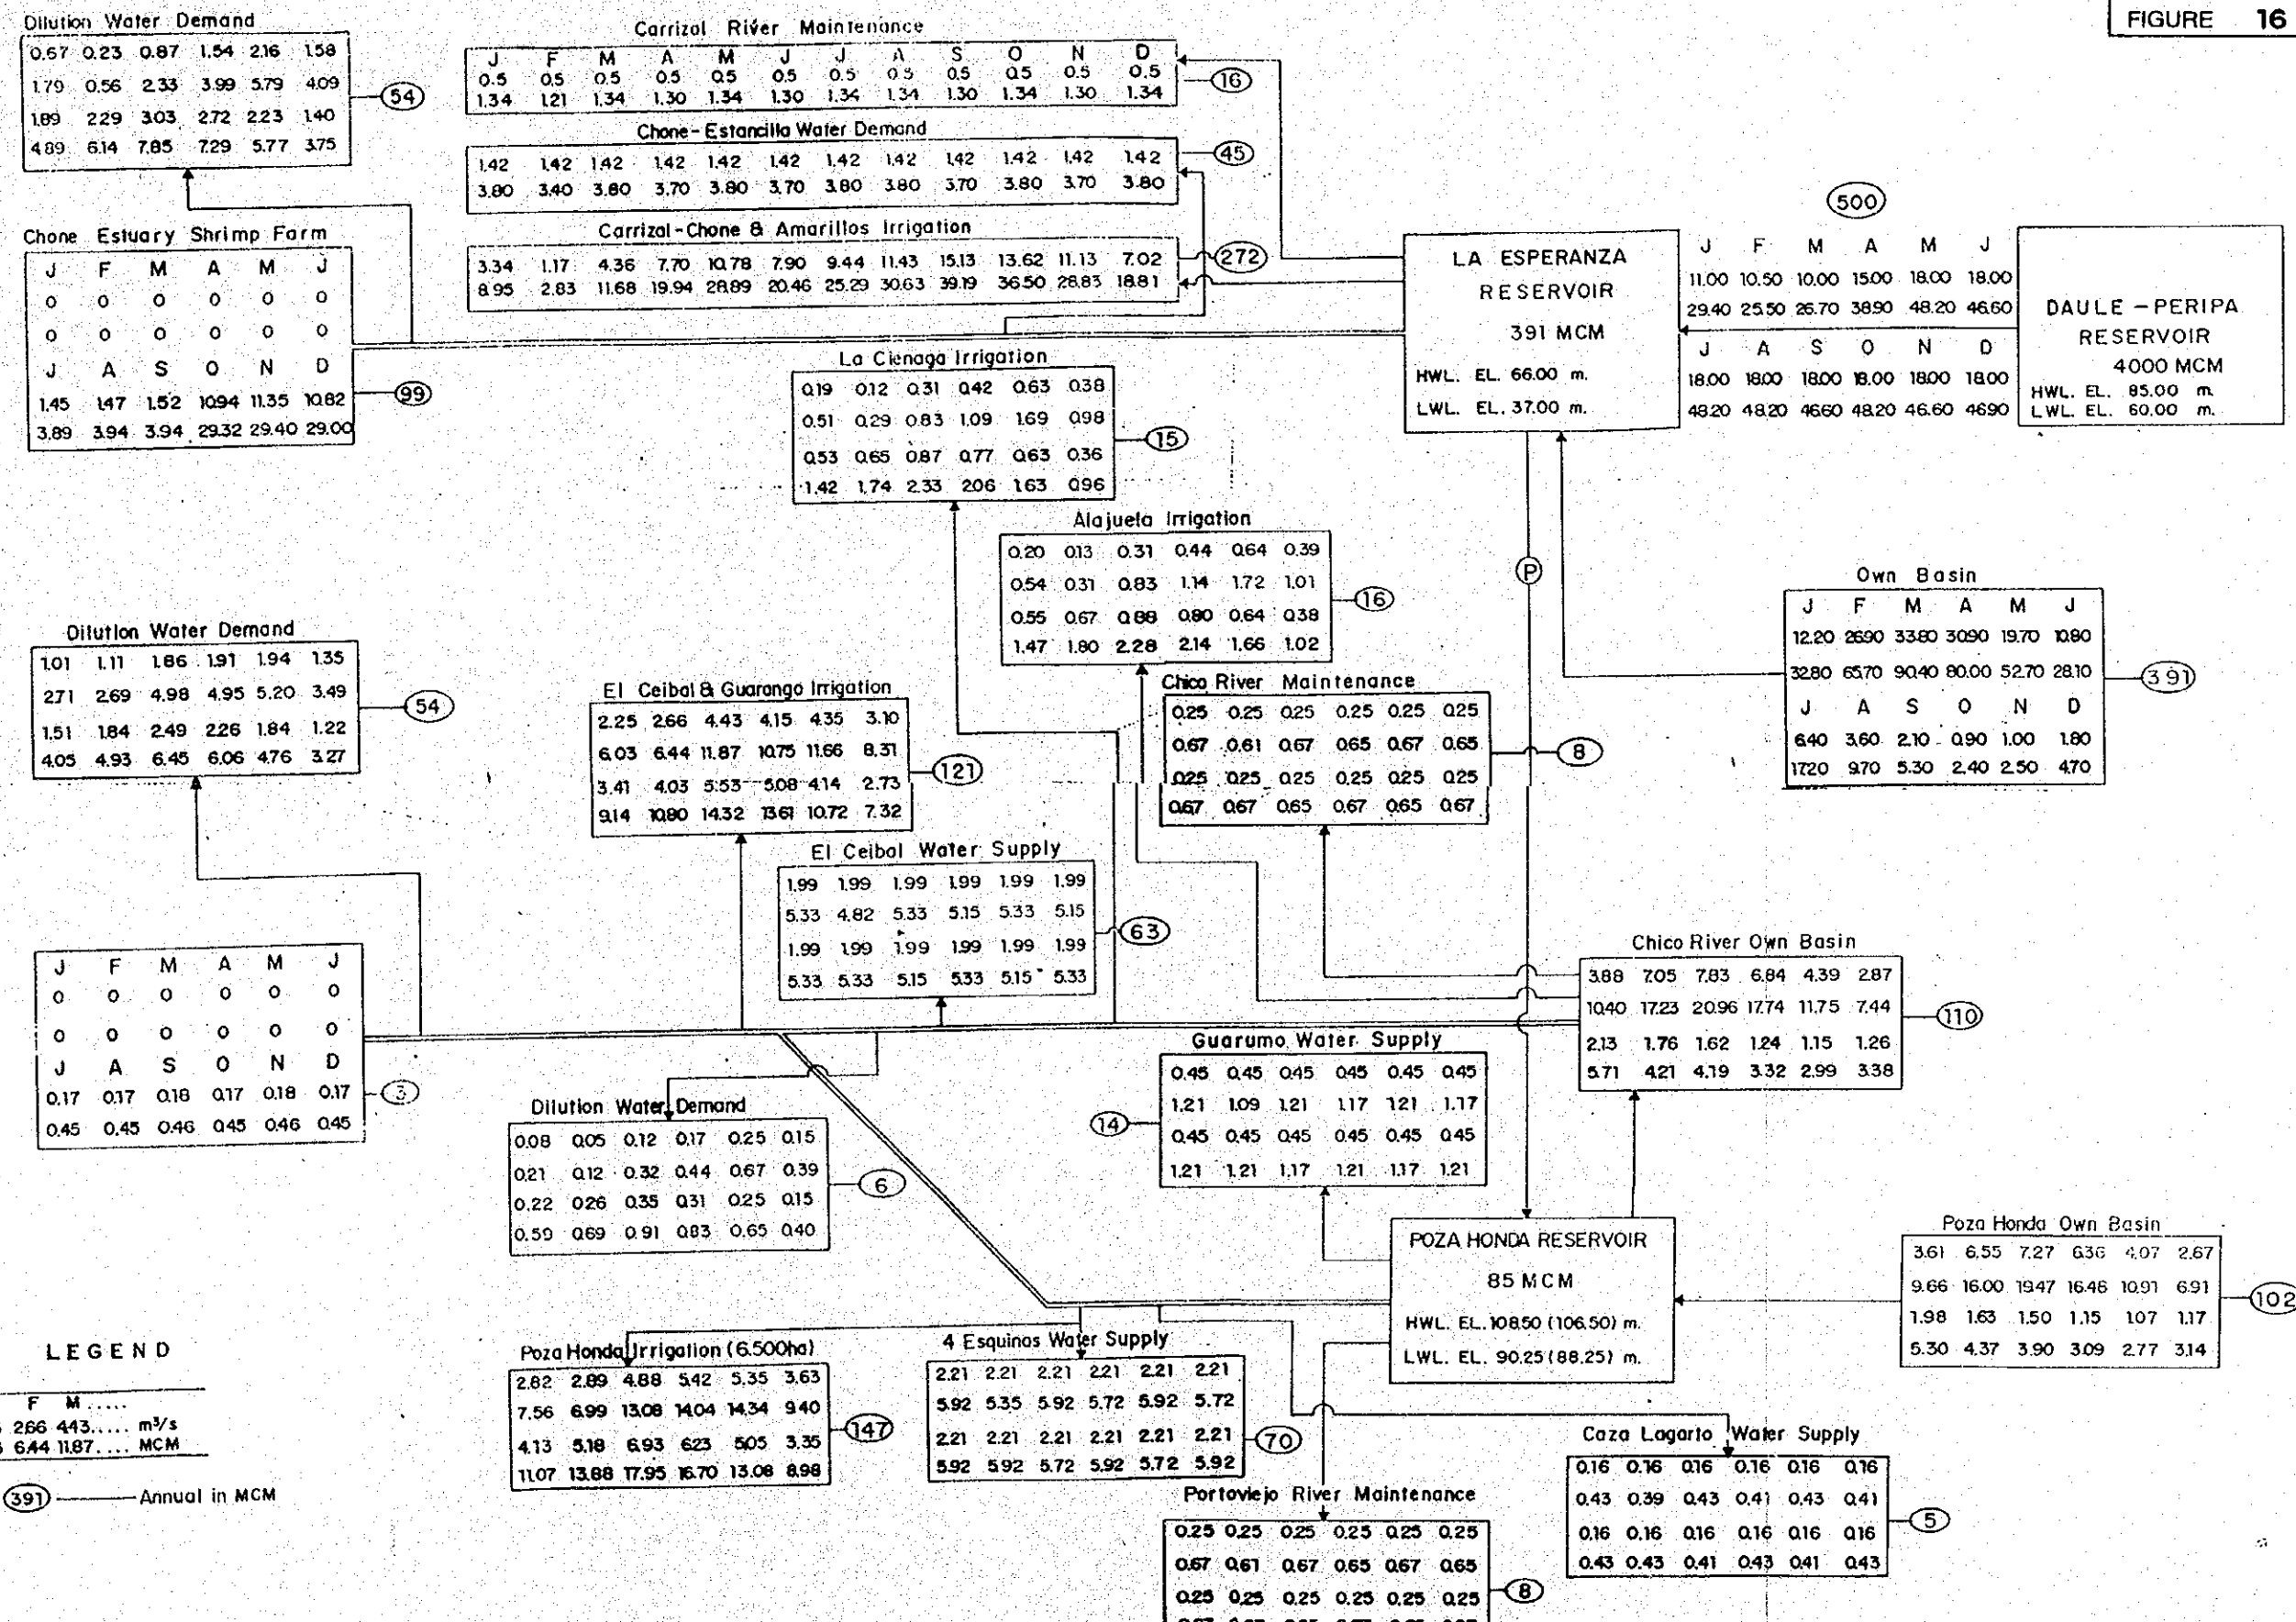 FIGURE 16
Dilution Water Demand
0.57 0.23 0.87 1.54 2.16 1.58
1.79 0.56 2.33 3.99 5.79 4.09
1.89 2.29 3.03 2.72 2.23 1.40
4.89 6.14 7.85 7.29 5.77 3.75
54
Carrizal River Maintenance
J F M A M J J A S O N D
0.5 0.5 0.5 0.5 0.5 0.5 0.5 0.5 0.5 0.5 0.5 0.5
1.34 1.21 1.34 1.30 1.34 1.30 1.34 1.34 1.30 1.34 1.30 1.34
16
Chone-Estancilla Water Demand
1.42 1.42 1.42 1.42 1.42 1.42 1.42 1.42 1.42 1.42 1.42 1.42
3.80 3.40 3.80 3.70 3.80 3.70 3.80 3.80 3.70 3.80 3.70 3.80
45
Carrizal-Chone & Amarillos Irrigation
3.34 1.17 4.36 7.70 10.78 7.90 9.44 11.43 15.13 13.62 11.13 7.02
8.95 2.83 11.68 19.94 28.89 20.46 25.29 30.63 39.19 36.50 28.83 18.81
272
Chone Estuary Shrimp Farm
J F M A M J
0 0 0 0 0 0
0 0 0 0 0 0
J A S O N D
1.45 1.47 1.52 10.94 11.35 10.82
3.89 3.94 3.94 29.32 29.40 29.00
99
LA ESPERANZA
RESERVOIR
391 MCM
HWL. EL. 66.00 m.
LWL. EL. 37.00 m.
500
J F M A M J
11.00 10.50 10.00 15.00 18.00 18.00
29.40 25.50 26.70 38.90 48.20 46.60
J A S O N D
18.00 18.00 18.00 18.00 18.00 18.00
48.20 48.20 46.60 48.20 46.60 46.90
DAULE-PERIPA
RESERVOIR
4000 MCM
HWL. EL. 85.00 m
LWL. EL. 60.00 m.
La Cienaga Irrigation
0.19 0.12 0.31 0.42 0.63 0.38
0.51 0.29 0.83 1.09 1.69 0.98
0.53 0.65 0.87 0.77 0.63 0.36
1.42 1.74 2.33 2.06 1.63 0.96
15
Alajuela Irrigation
0.20 0.13 0.31 0.44 0.64 0.39
0.54 0.31 0.83 1.14 1.72 1.01
0.55 0.67 0.88 0.80 0.64 0.38
1.47 1.80 2.28 2.14 1.66 1.02
16
P
Own Basin
J F M A M J
12.20 26.90 33.80 30.90 19.70 10.80
32.80 65.70 90.40 80.00 52.70 28.10
J A S O N D
6.40 3.60 2.10 0.90 1.00 1.80
17.20 9.70 5.30 2.40 2.50 4.70
391
Dilution Water Demand
1.01 1.11 1.86 1.91 1.94 1.35
2.71 2.69 4.98 4.95 5.20 3.49
1.51 1.84 2.49 2.26 1.84 1.22
4.05 4.93 6.45 6.06 4.76 3.27
54
El Ceibal & Guarango Irrigation
2.25 2.66 4.43 4.15 4.35 3.10
6.03 6.44 11.87 10.75 11.66 8.31
3.41 4.03 5.53 5.08 4.14 2.73
9.14 10.80 14.32 13.61 10.72 7.32
121
Chico River Maintenance
0.25 0.25 0.25 0.25 0.25 0.25
0.67 0.61 0.67 0.65 0.67 0.65
0.25 0.25 0.25 0.25 0.25 0.25
0.67 0.67 0.65 0.67 0.65 0.67
8
El Ceibal Water Supply
1.99 1.99 1.99 1.99 1.99 1.99
5.33 4.82 5.33 5.15 5.33 5.15
1.99 1.99 1.99 1.99 1.99 1.99
5.33 5.33 5.15 5.33 5.15 5.33
63
J F M A M J
0 0 0 0 0 0
0 0 0 0 0 0
J A S O N D
0.17 0.17 0.18 0.17 0.18 0.17
0.45 0.45 0.46 0.45 0.46 0.45
3
Chico River Own Basin
3.88 7.05 7.83 6.84 4.39 2.87
10.40 17.23 20.96 17.74 11.75 7.44
2.13 1.76 1.62 1.24 1.15 1.26
5.71 4.21 4.19 3.32 2.99 3.38
110
Dilution Water Demand
0.08 0.05 0.12 0.17 0.25 0.15
0.21 0.12 0.32 0.44 0.67 0.39
0.22 0.26 0.35 0.31 0.25 0.15
0.59 0.69 0.91 0.83 0.65 0.40
6
Guarumo Water Supply
0.45 0.45 0.45 0.45 0.45 0.45
1.21 1.09 1.21 1.17 1.21 1.17
0.45 0.45 0.45 0.45 0.45 0.45
1.21 1.21 1.17 1.21 1.17 1.21
14
POZA HONDA RESERVOIR
85 MCM
HWL. EL. 108.50 (106.50) m.
LWL. EL. 90.25 (88.25) m.
Poza Honda Own Basin
3.61 6.55 7.27 6.36 4.07 2.67
9.66 16.00 19.47 16.46 10.91 6.91
1.98 1.63 1.50 1.15 1.07 1.17
5.30 4.37 3.90 3.09 2.77 3.14
102
LEGEND
F M.....
266 443..... m³/s
6.44 11.87.... MCM
391 Annual in MCM
Poza Honda Irrigation (6.500ha)
2.82 2.89 4.88 5.42 5.35 3.63
7.56 6.99 13.08 14.04 14.34 9.40
4.13 5.18 6.93 6.23 5.05 3.35
11.07 13.88 17.95 16.70 13.08 8.98
147
4 Esquinas Water Supply
2.21 2.21 2.21 2.21 2.21 2.21
5.92 5.35 5.92 5.72 5.92 5.72
2.21 2.21 2.21 2.21 2.21 2.21
5.92 5.92 5.72 5.92 5.72 5.92
70
Caza Lagarto Water Supply
0.16 0.16 0.16 0.16 0.16 0.16
0.43 0.39 0.43 0.41 0.43 0.41
0.16 0.16 0.16 0.16 0.16 0.16
0.43 0.43 0.41 0.43 0.41 0.43
5
Portoviejo River Maintenance
0.25 0.25 0.25 0.25 0.25 0.25
0.67 0.61 0.67 0.65 0.67 0.65
0.25 0.25 0.25 0.25 0.25 0.25
8